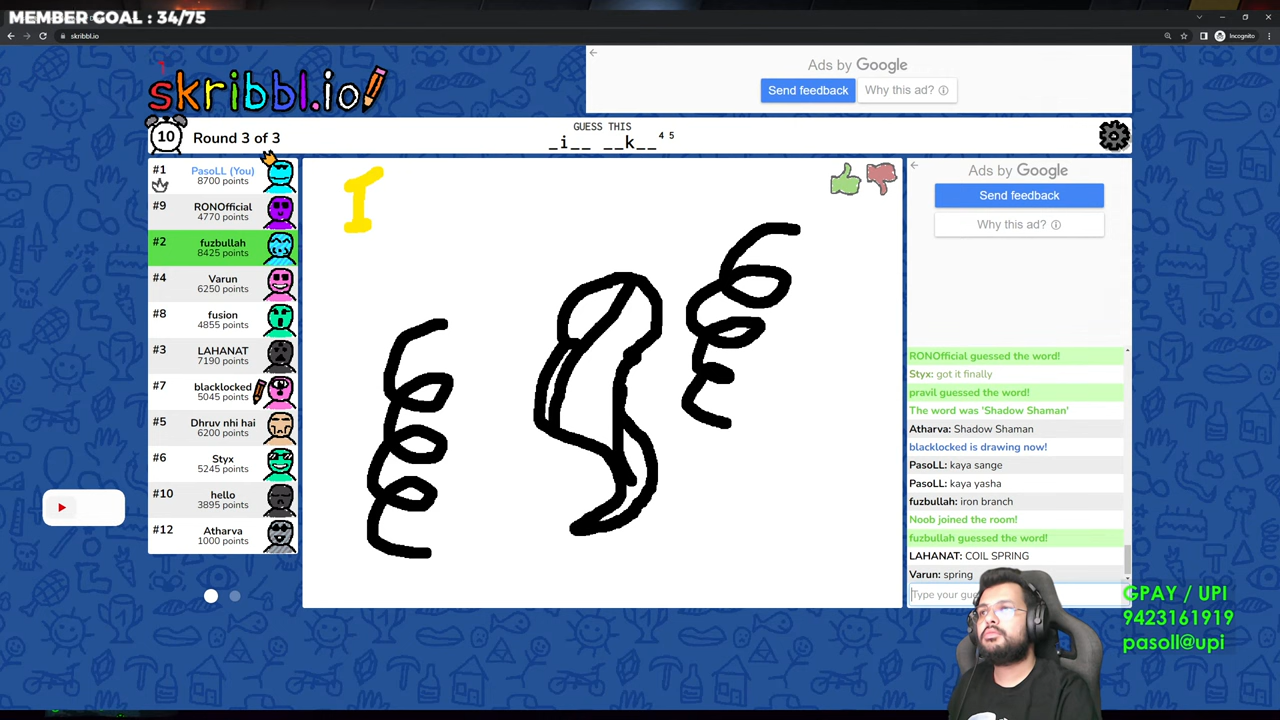 MEMBER GOAL : 34/75
skribbl.io
Incognito
skribbl.io
Ads by Google
Send feedback
Why this ad?
10
Round 3 of 3
GUESS THIS
_i__ __k__ 4 5
#1
PasoLL (You)
8700 points
#9
RONOfficial
4770 points
#2
fuzbullah
8425 points
#4
Varun
6250 points
#8
fusion
4855 points
#3
LAHANAT
7190 points
#7
blacklocked
5045 points
#5
Dhruv nhi hai
6200 points
#6
Styx
5245 points
#10
hello
3895 points
#12
Atharva
1000 points
I
Ads by Google
Send feedback
Why this ad?
RONOfficial guessed the word!
Styx: got it finally
pravil guessed the word!
The word was 'Shadow Shaman'
Atharva: Shadow Shaman
blacklocked is drawing now!
PasoLL: kaya sange
PasoLL: kaya yasha
fuzbullah: iron branch
Noob joined the room!
fuzbullah guessed the word!
LAHANAT: COIL SPRING
Varun: spring
Type your gue
GPAY / UPI
9423161919
pasoll@upi